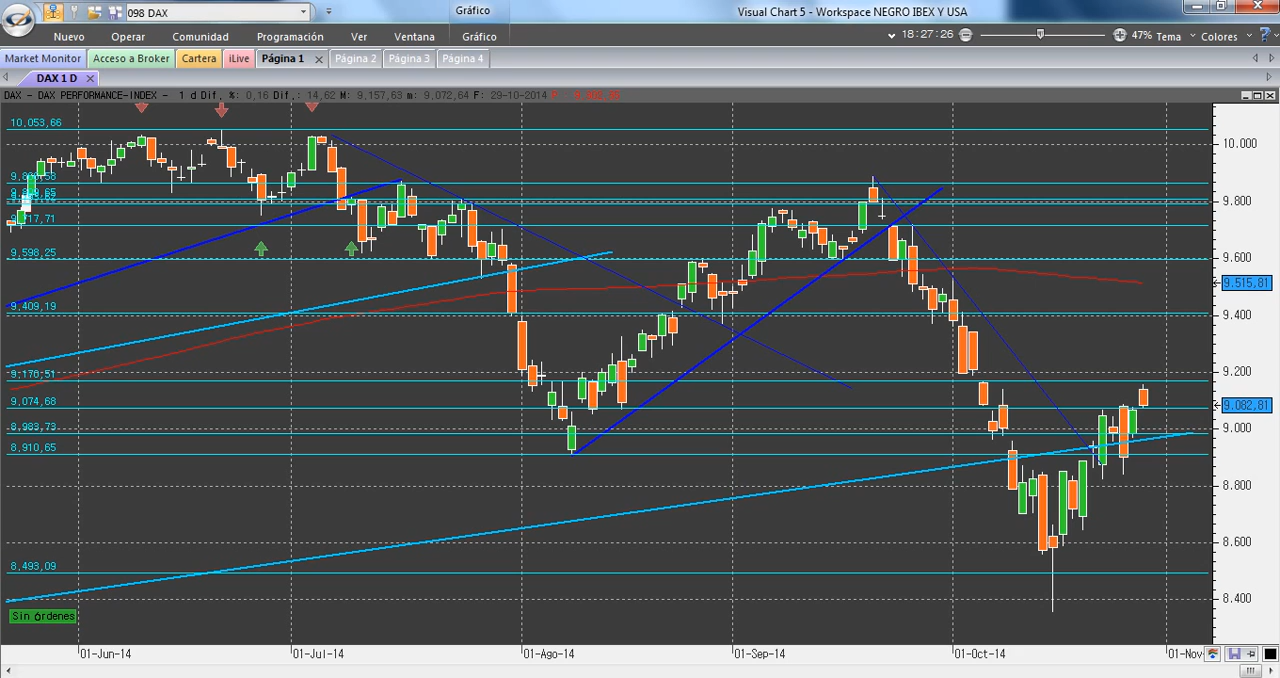 098 DAX
Gráfico
Visual Chart 5 - Workspace NEGRO IBEX Y USA
Nuevo Operar Comunidad Programación Ver Ventana Gráfico
18:27:26 47% Tema Colores
Market Monitor Acceso a Broker Cartera iLive Página 1 Página 2 Página 3 Página 4
DAX 1 D
DAX - DAX PERFORMANCE-INDEX - 1 d Dif. %: 0,16 Dif.: 14,62 M: 9,157,63 m: 9,072,64 F: 29-10-2014
10,053,66
10.000
9.800
9,598,25
9.600
9.515,81
9,409,19
9.400
9,170,51
9.200
9,074,68
9.082,81
8,983,73
9.000
8,910,65
8.800
8.600
8,493,09
8.400
Sin órdenes
01-Jun-14 01-Jul-14 01-Ago-14 01-Sep-14 01-Oct-14 01-Nov